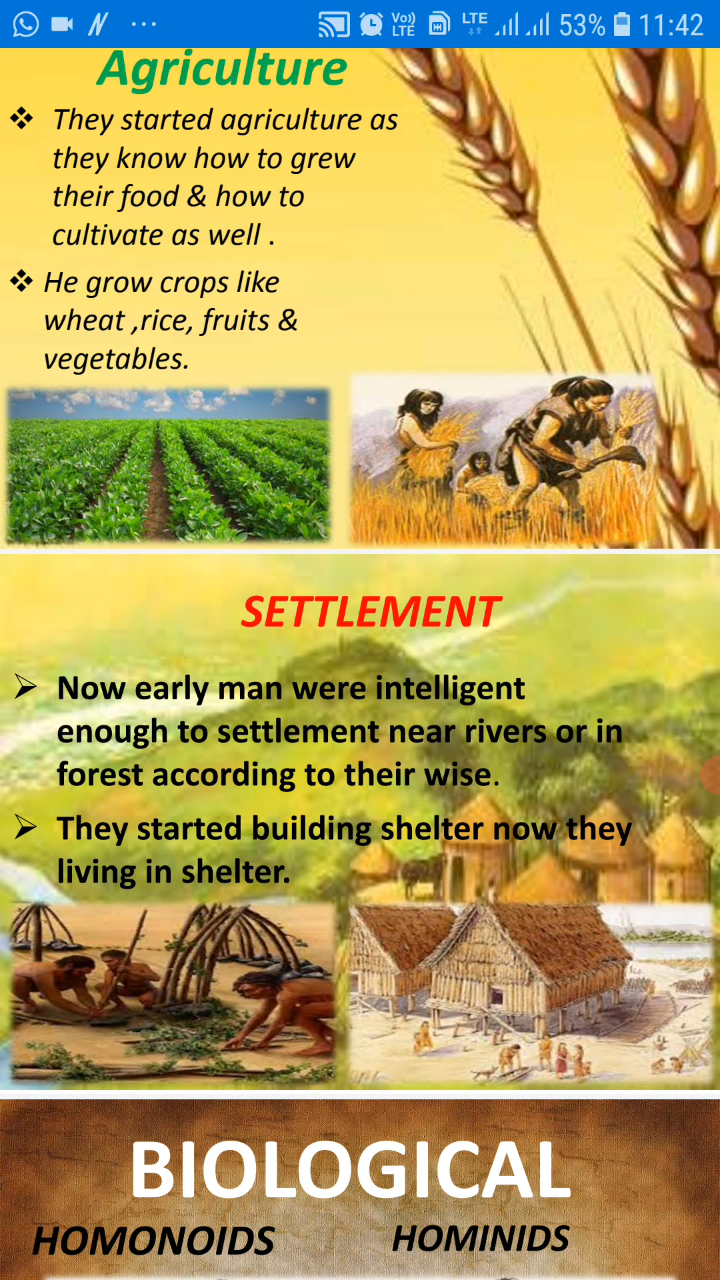 Vo))
LTE
LTE
53%
11:42
Agriculture
They started agriculture as
they know how to grew
their food & how to
cultivate as well .
He grow crops like
wheat ,rice, fruits &
vegetables.
SETTLEMENT
Now early man were intelligent
enough to settlement near rivers or in
forest according to their wise.
They started building shelter now they
living in shelter.
BIOLOGICAL
HOMONOIDS HOMINIDS